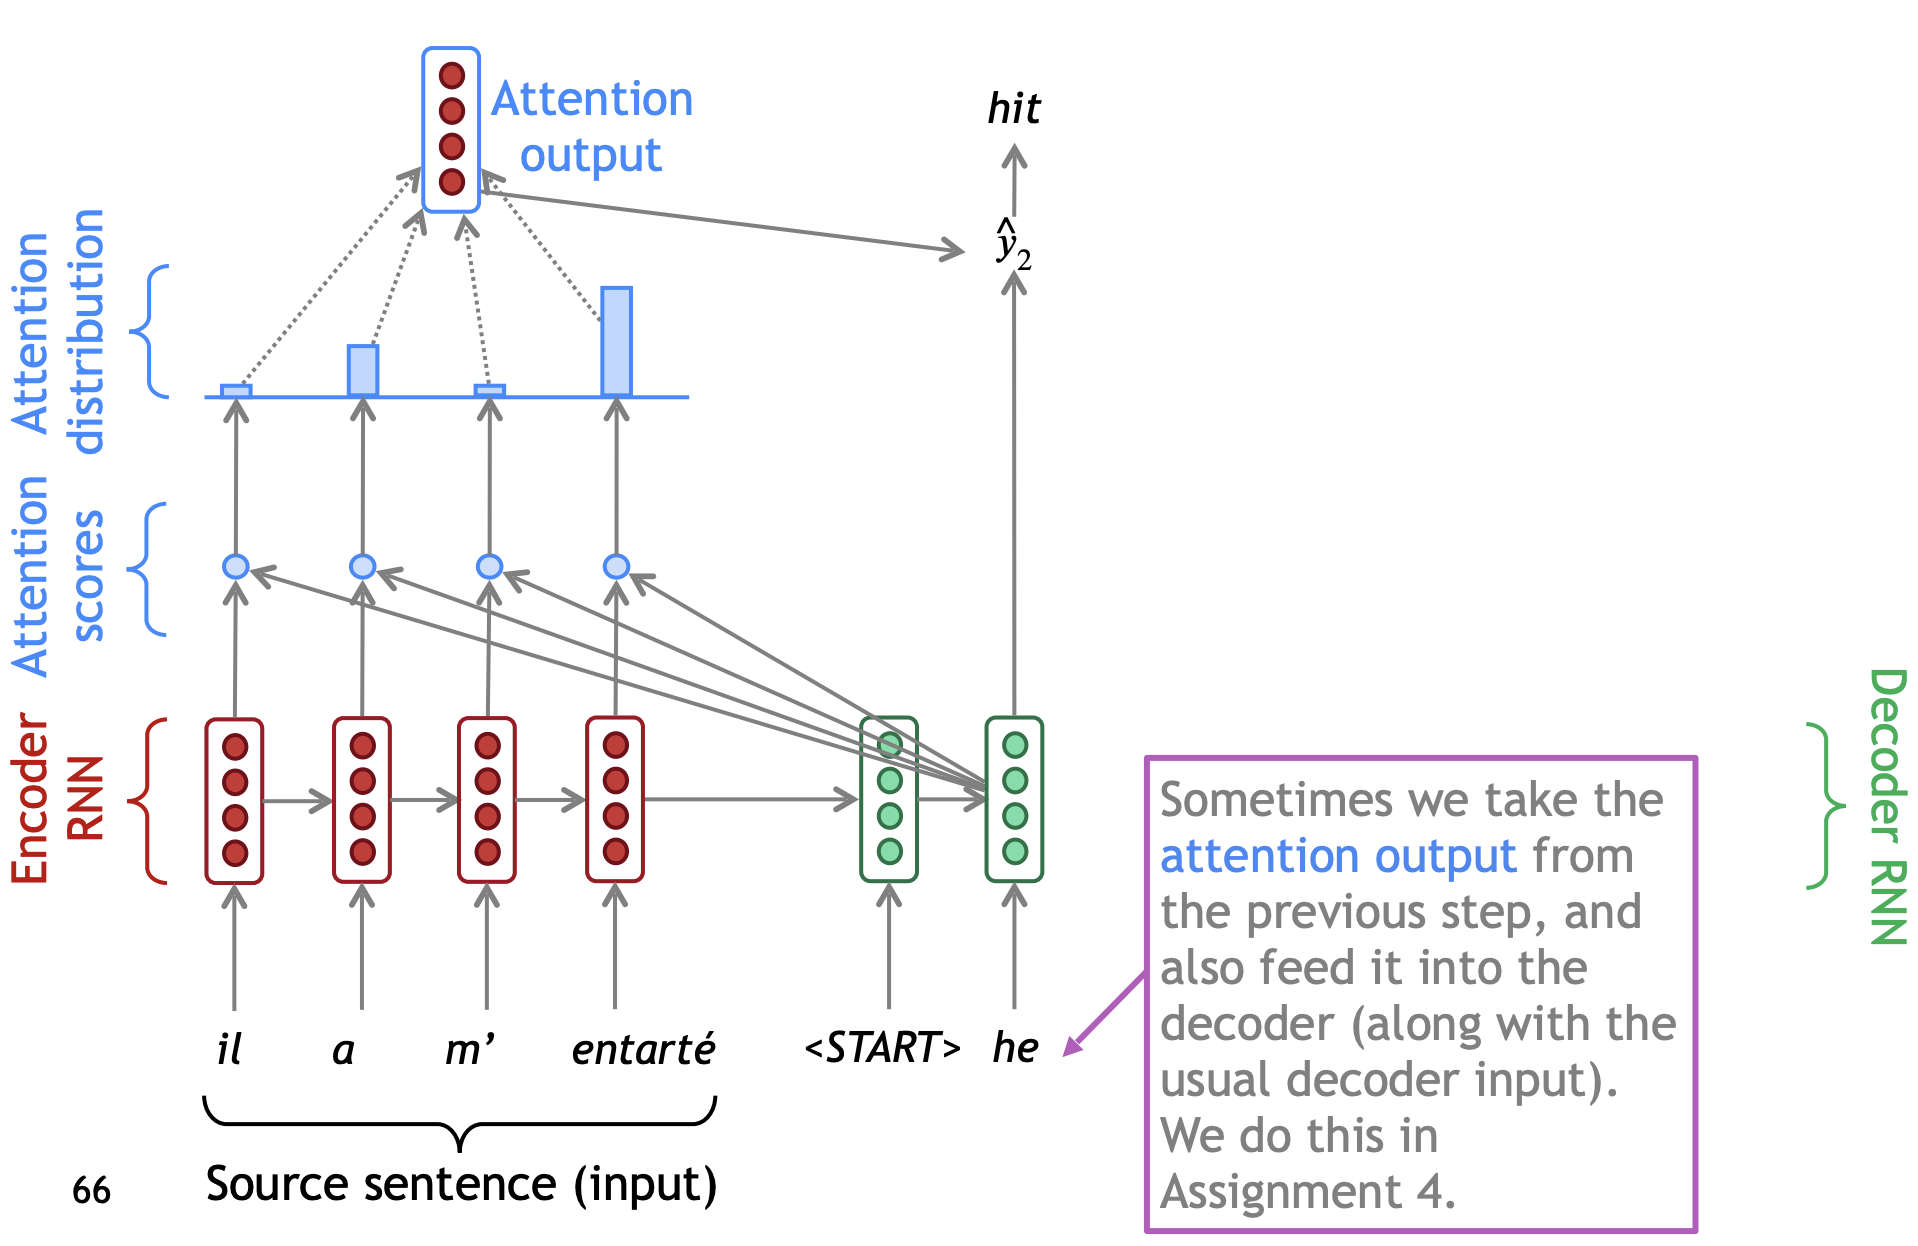 Attention
output
hit
ŷ2
Attention
distribution
Attention
scores
Encoder
RNN
Decoder RNN
Sometimes we take the
attention output from
the previous step, and
also feed it into the
decoder (along with the
usual decoder input).
We do this in
Assignment 4.
il a m’ entarté <START> he
Source sentence (input)
66